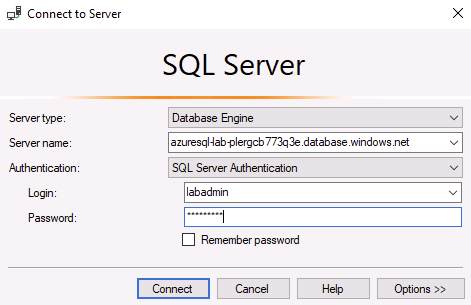 Connect to Server
SQL Server
Server type: Database Engine
Server name: azuresql-lab-plergcb773q3e.database.windows.net
Authentication: SQL Server Authentication
Login: labadmin
Password: *********
Remember password
Connect Cancel Help Options >>